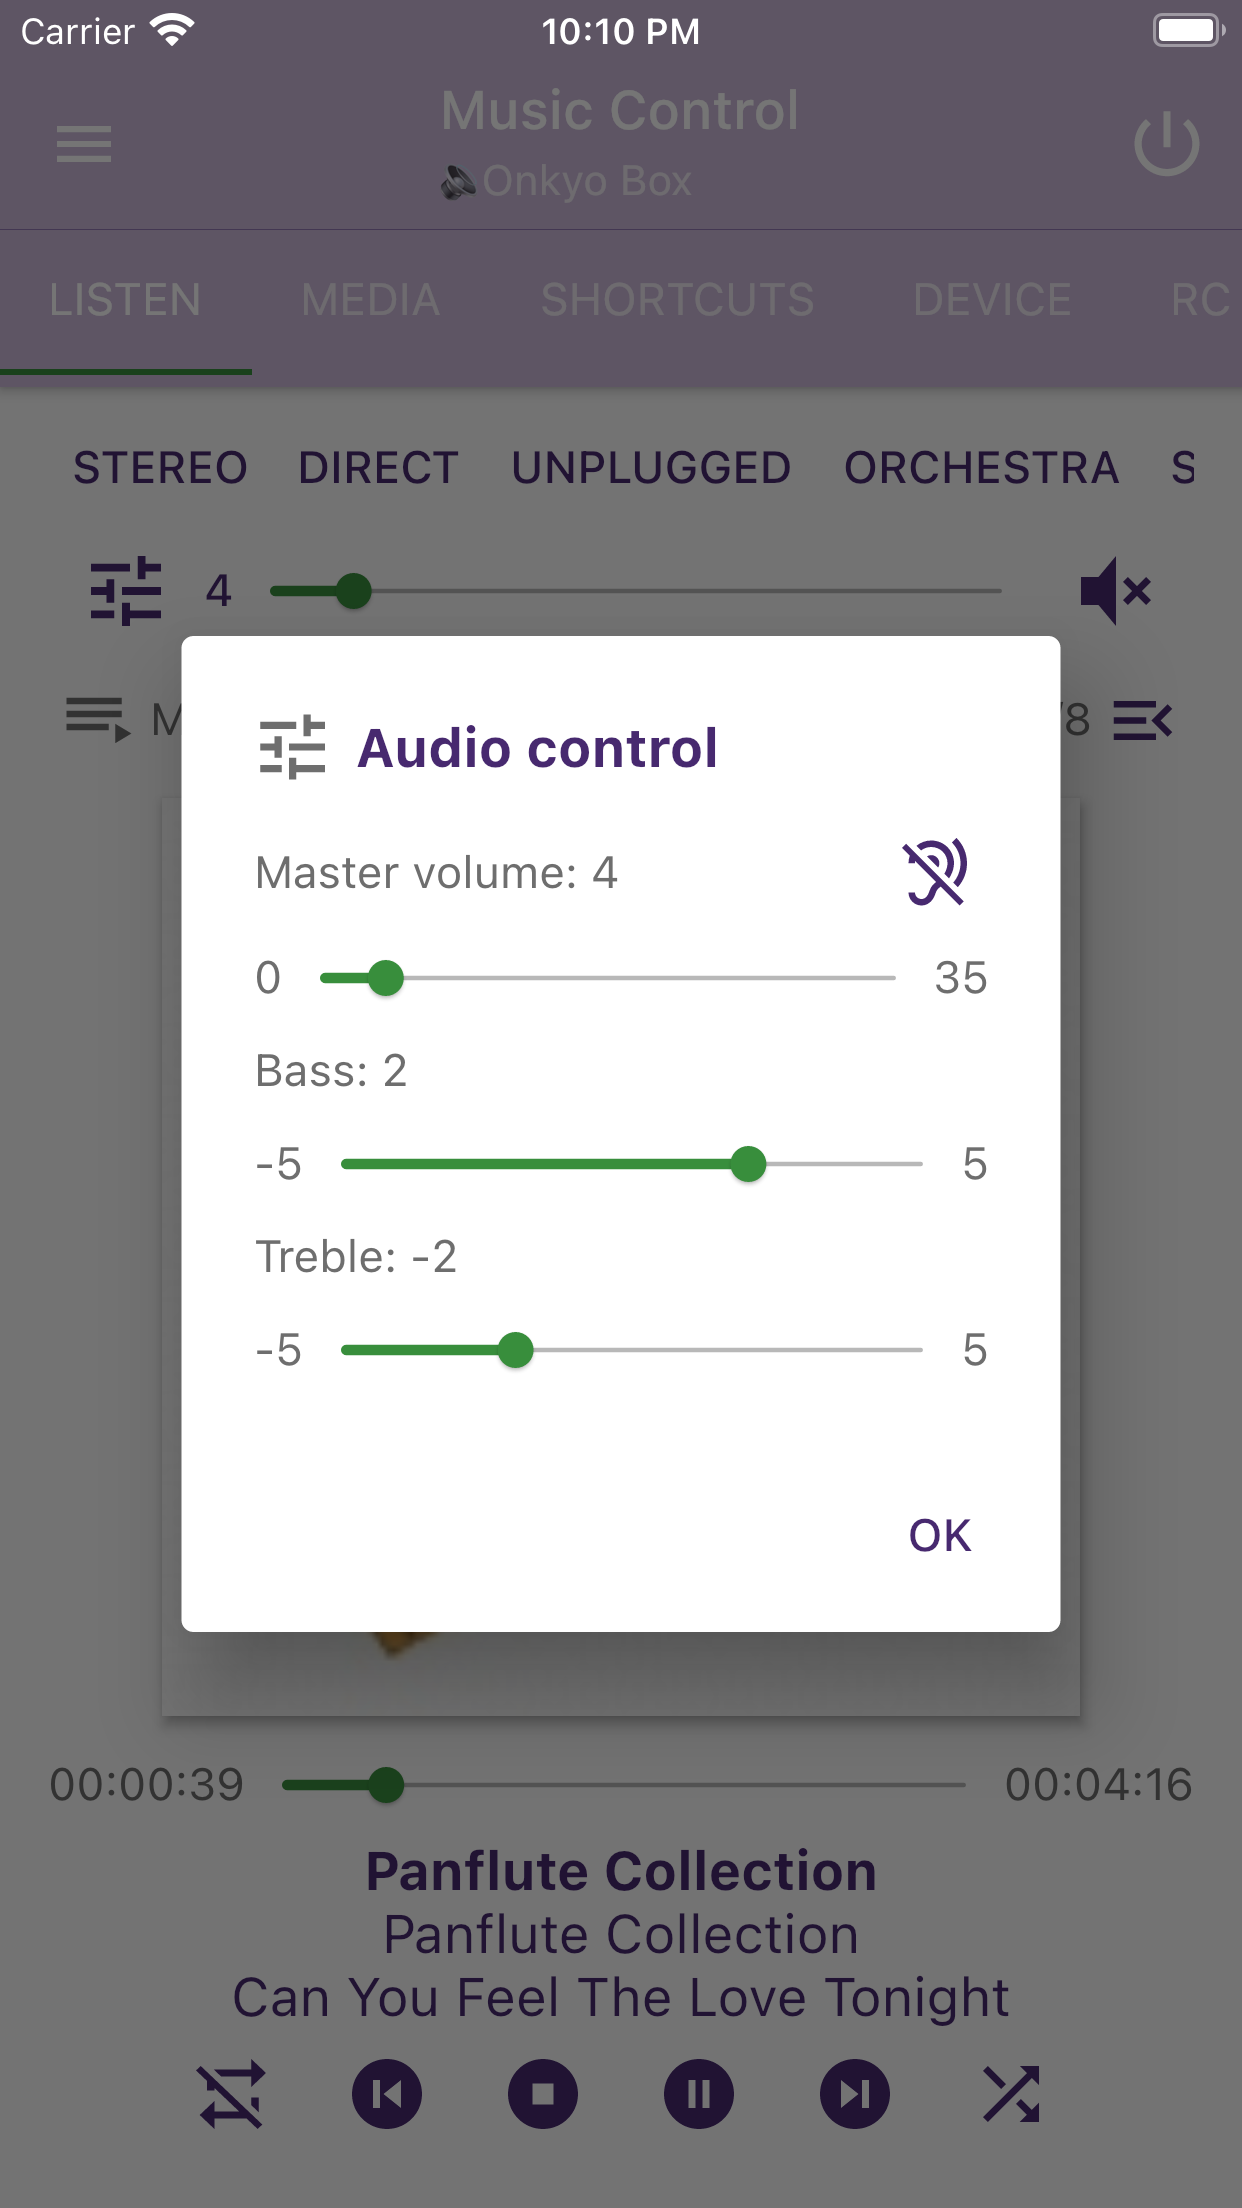 Carrier 10:10 PM
Music Control
Onkyo Box
LISTEN MEDIA SHORTCUTS DEVICE RC
STEREO DIRECT UNPLUGGED ORCHESTRA S
4
M /8
Audio control
Master volume: 4
0 35
Bass: 2
-5 5
Treble: -2
-5 5
OK
00:00:39 00:04:16
Panflute Collection
Panflute Collection
Can You Feel The Love Tonight